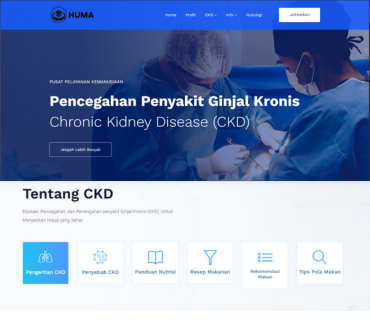 HUMA
Home Profil CKD Info Hubungi Jadwalkan
PUSAT PELAYANAN KEMANUSIAAN
Pencegahan Penyakit Ginjal Kronis
Chronic Kidney Disease (CKD)
Jelajah Lebih Banyak
Tentang CKD
Edukasi, Pencegahan, dan Penanganan penyakit Ginjal Kronis (CKD), Untuk
Menjadikan Hidup yang Sehat
Pengertian CKD Penyebab CKD Panduan Nutrisi Resep Makanan Rekomendasi Tips Pola Makan
Makan